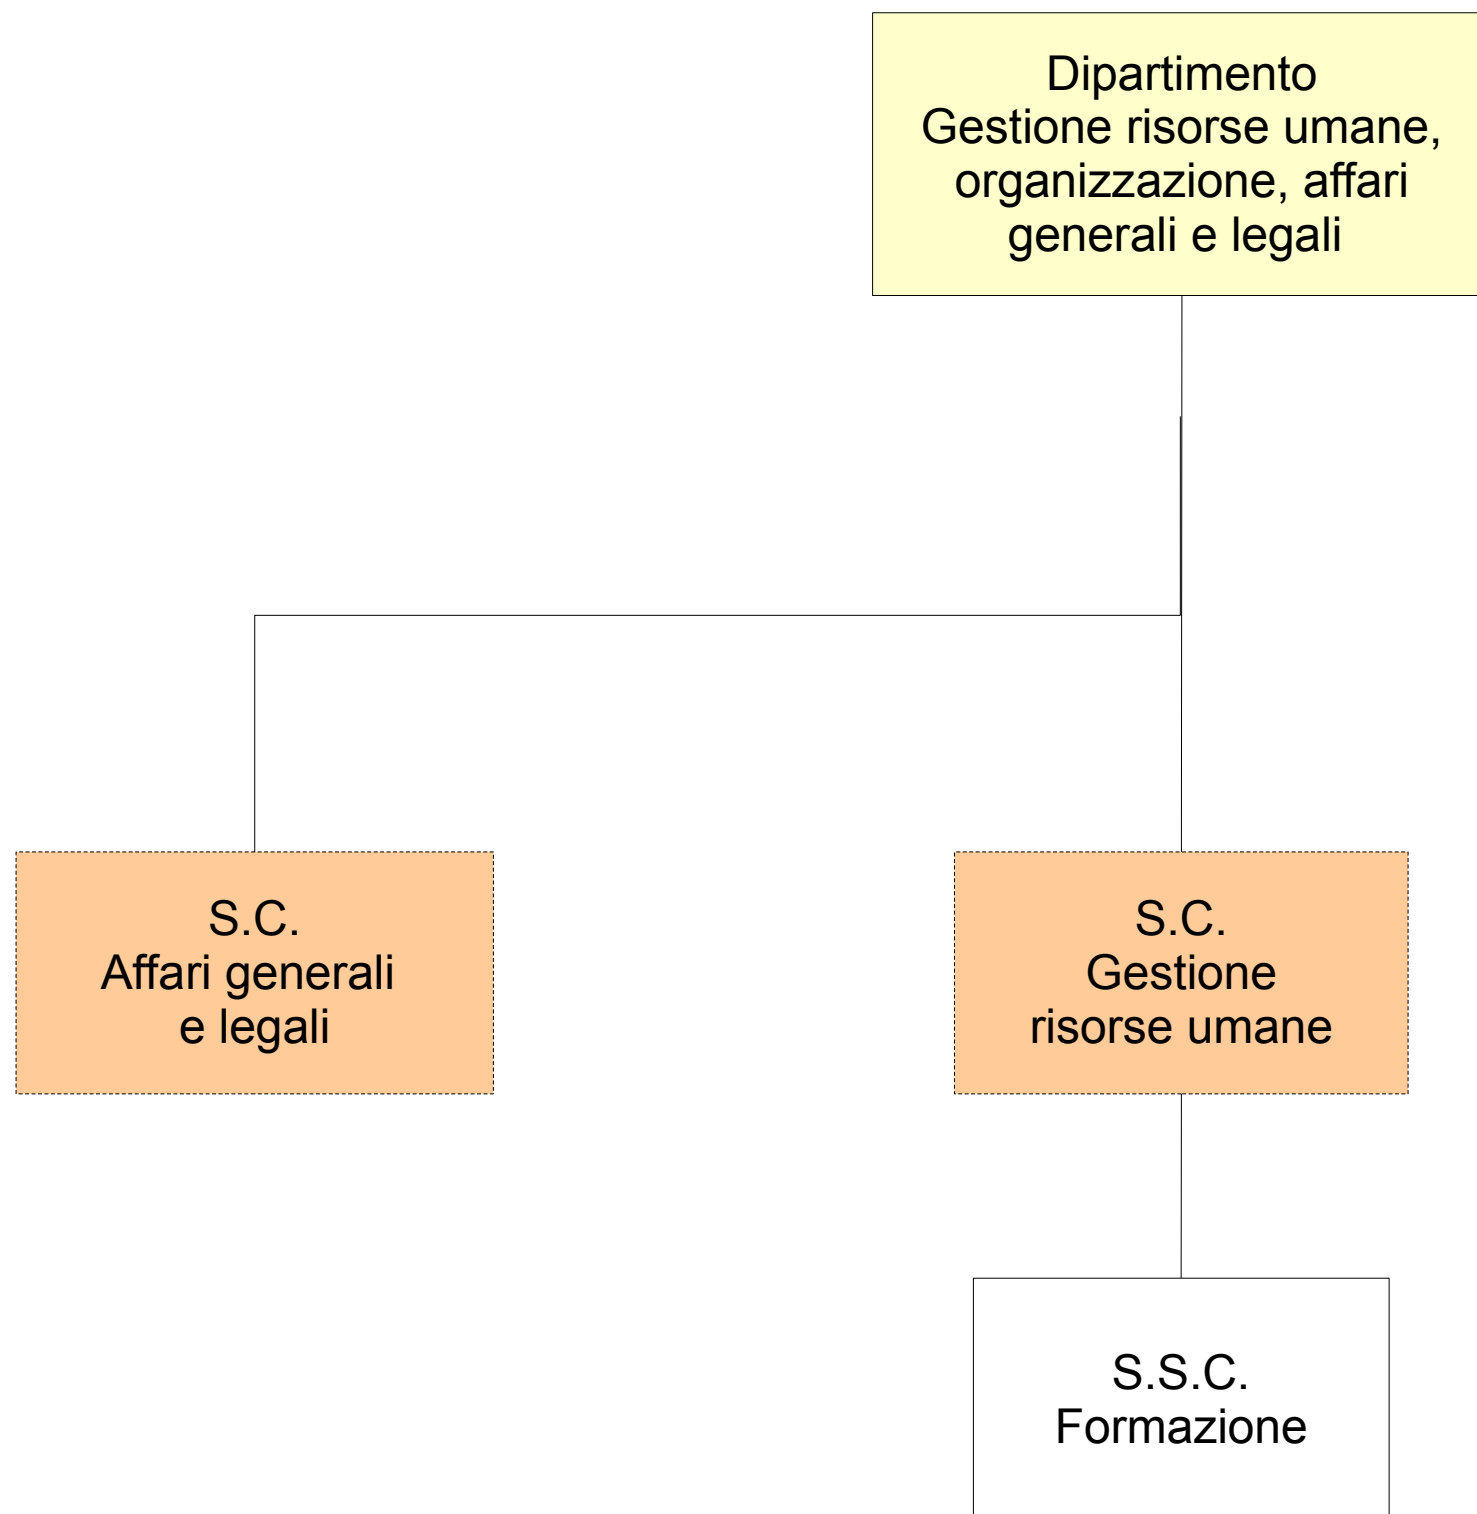 Dipartimento
Gestione risorse umane,
organizzazione, affari
generali e legali
S.C.
Affari generali
e legali
S.C.
Gestione
risorse umane
S.S.C.
Formazione